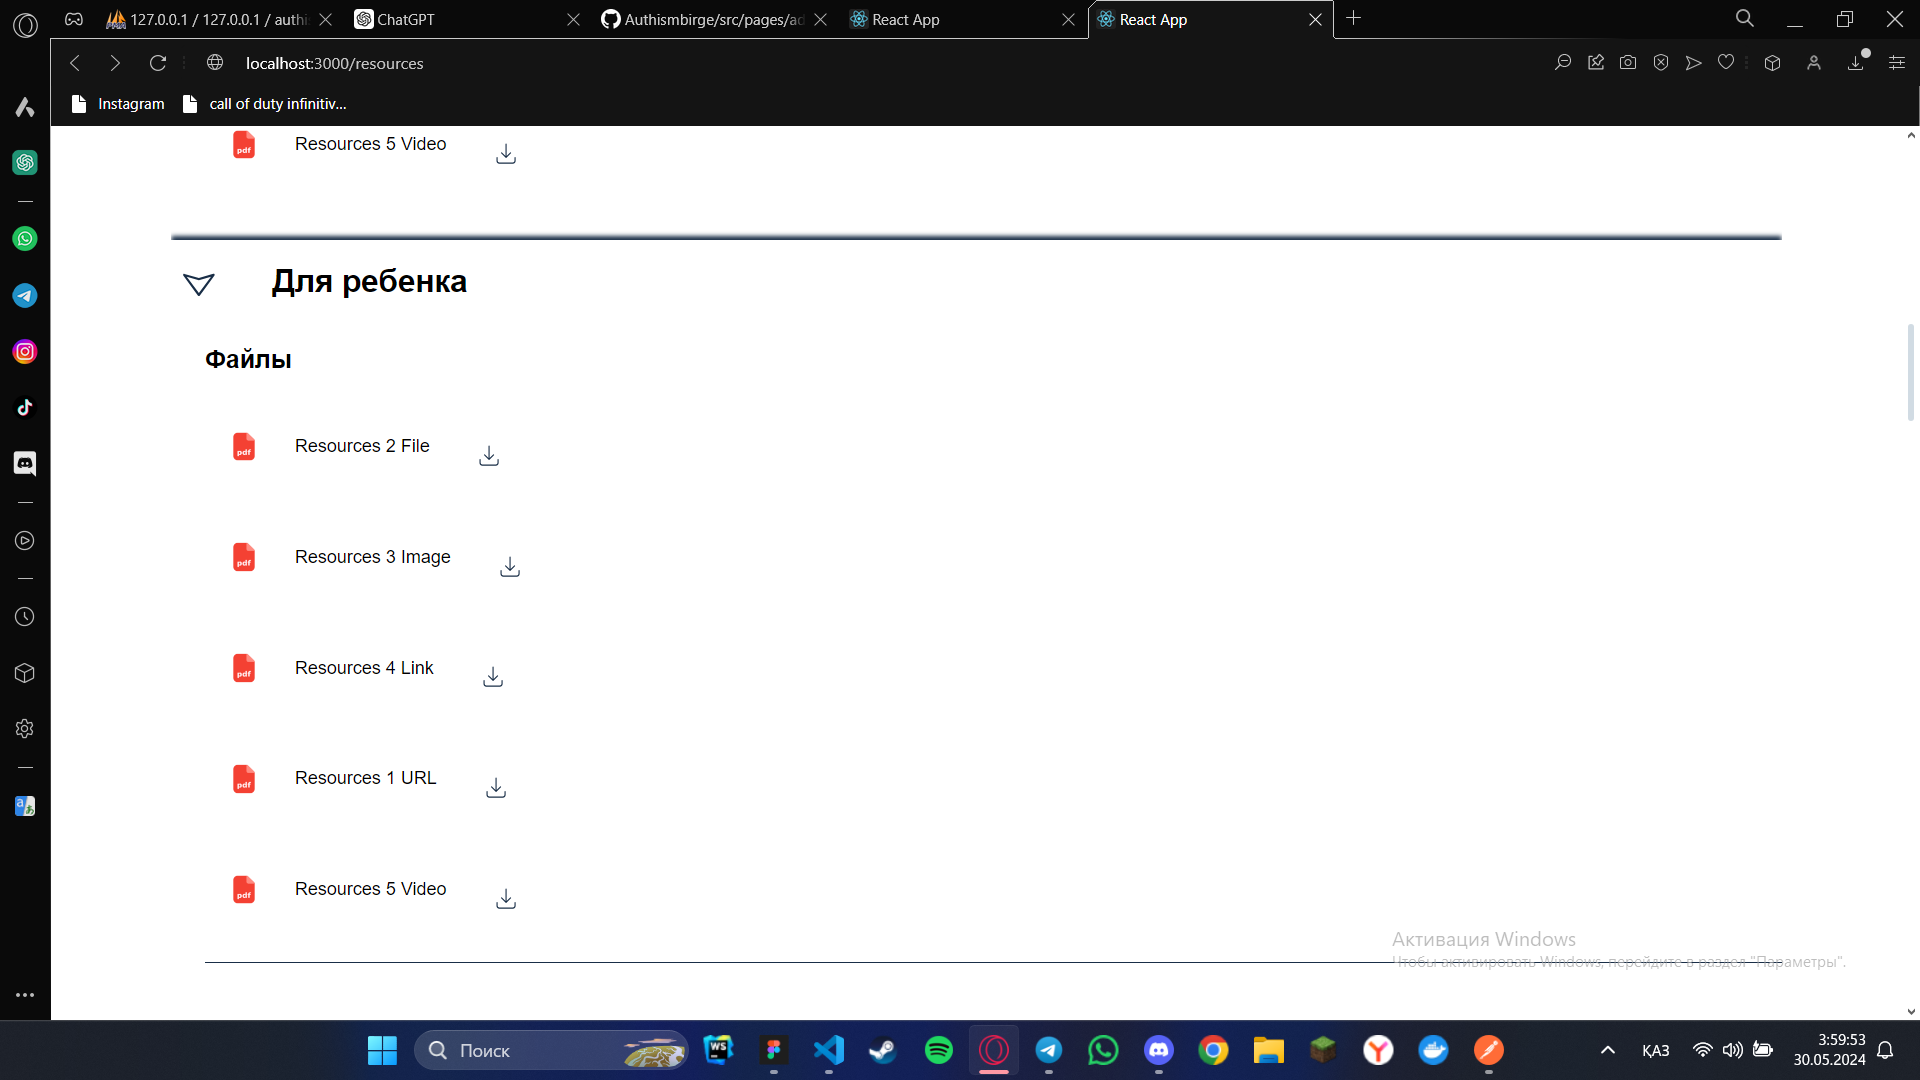 127.0.0.1 / 127.0.0.1 / authi
ChatGPT
Authismbirge/src/pages/ad
React App
React App
localhost:3000/resources
Instagram
call of duty infinitiv...
pdf
Resources 5 Video
Для ребенка
Файлы
pdf
Resources 2 File
pdf
Resources 3 Image
pdf
Resources 4 Link
pdf
Resources 1 URL
pdf
Resources 5 Video
Активация Windows
Чтобы активировать Windows, перейдите в раздел "Параметры".
Поиск
WS
ҚАЗ
3:59:53
30.05.2024